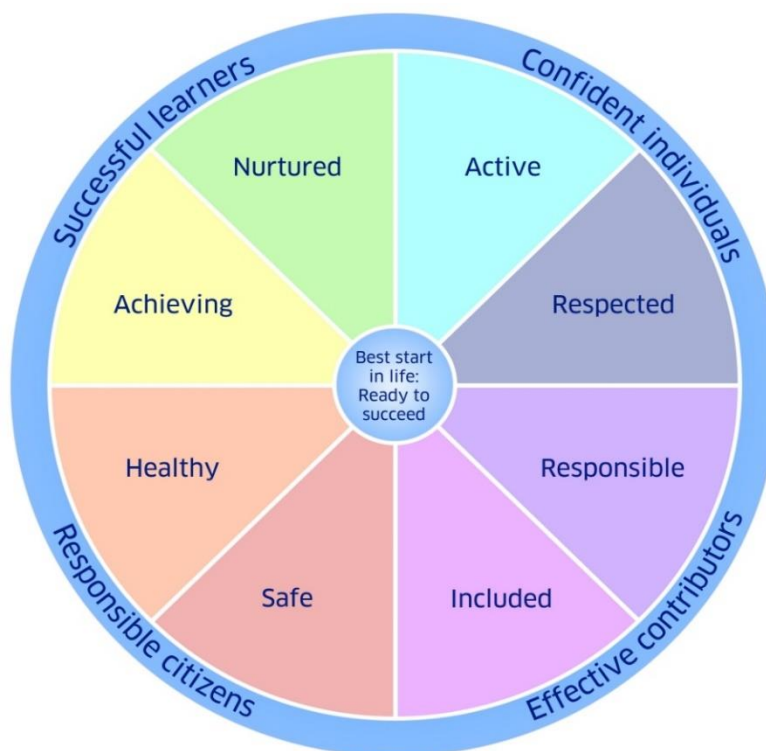 Successful learners
Confident individuals
Nurtured
Active
Achieving
Respected
Best start
in life:
Ready to
succeed
Healthy
Responsible
Safe
Included
Responsible citizens
Effective contributors